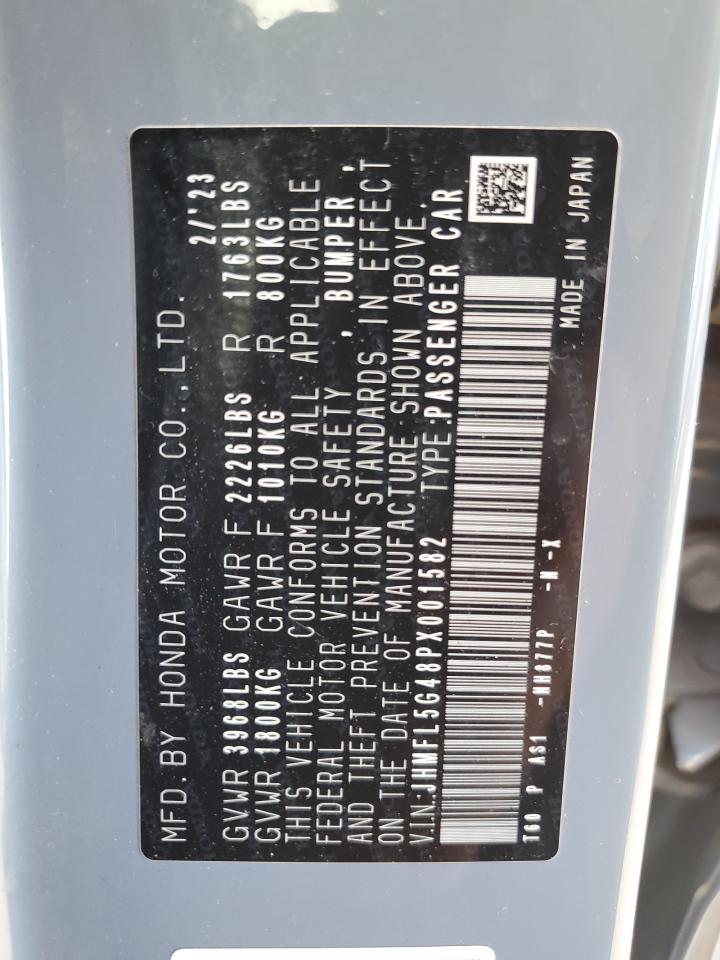 MFD. BY HONDA MOTOR CO., LTD. 2/'23
GVWR 3968LBS GAWR F 2226LBS R 1763LBS
GVWR 1800KG GAWR F 1010KG R 800KG
THIS VEHICLE CONFORMS TO ALL APPLICABLE
FEDERAL MOTOR VEHICLE SAFETY , BUMPER ,
AND THEFT PREVENTION STANDARDS IN EFFECT
ON THE DATE OF MANUFACTURE SHOWN ABOVE.
V.I.N:JHMFL5G48PX001582 TYPE:PASSENGER CAR
T60 P AS1 -NH877P -N -X MADE IN JAPAN